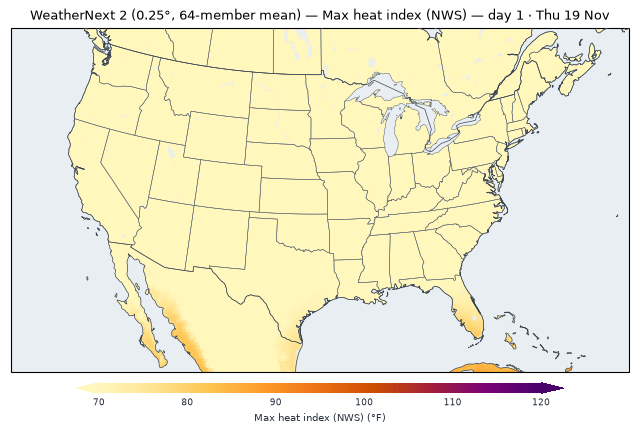 WeatherNext 2 (0.25°, 64-member mean) — Max heat index (NWS) — day 1 · Thu 19 Nov
70 80 90 100 110 120
Max heat index (NWS) (°F)